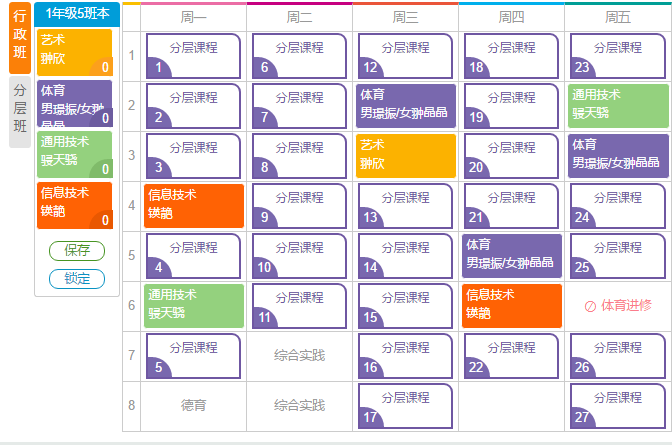 行政班
分层班
1年级5班本
艺术
翀欣
0
体育
男璟振/女翀
晶晶
0
通用技术
骎天骁
0
信息技术
锳龅
0
保存
锁定
周一 周二 周三 周四 周五
1 分层课程 1 分层课程 6 分层课程 12 分层课程 18 分层课程 23
2 分层课程 2 分层课程 7 体育 男璟振/女翀晶晶 分层课程 19 通用技术 骎天骁
3 分层课程 3 分层课程 8 艺术 翀欣 分层课程 20 体育 男璟振/女翀晶晶
4 信息技术 分层课程 9 分层课程 13 分层课程 21 分层课程 24
5 分层课程 4 分层课程 10 分层课程 14 体育 男璟振/女翀晶晶 分层课程 25
6 通用技术 骎天骁 分层课程 11 分层课程 15 信息技术 体育进修
7 分层课程 5 综合实践 分层课程 16 分层课程 22 分层课程 26
8 德育 综合实践 分层课程 17 分层课程 27